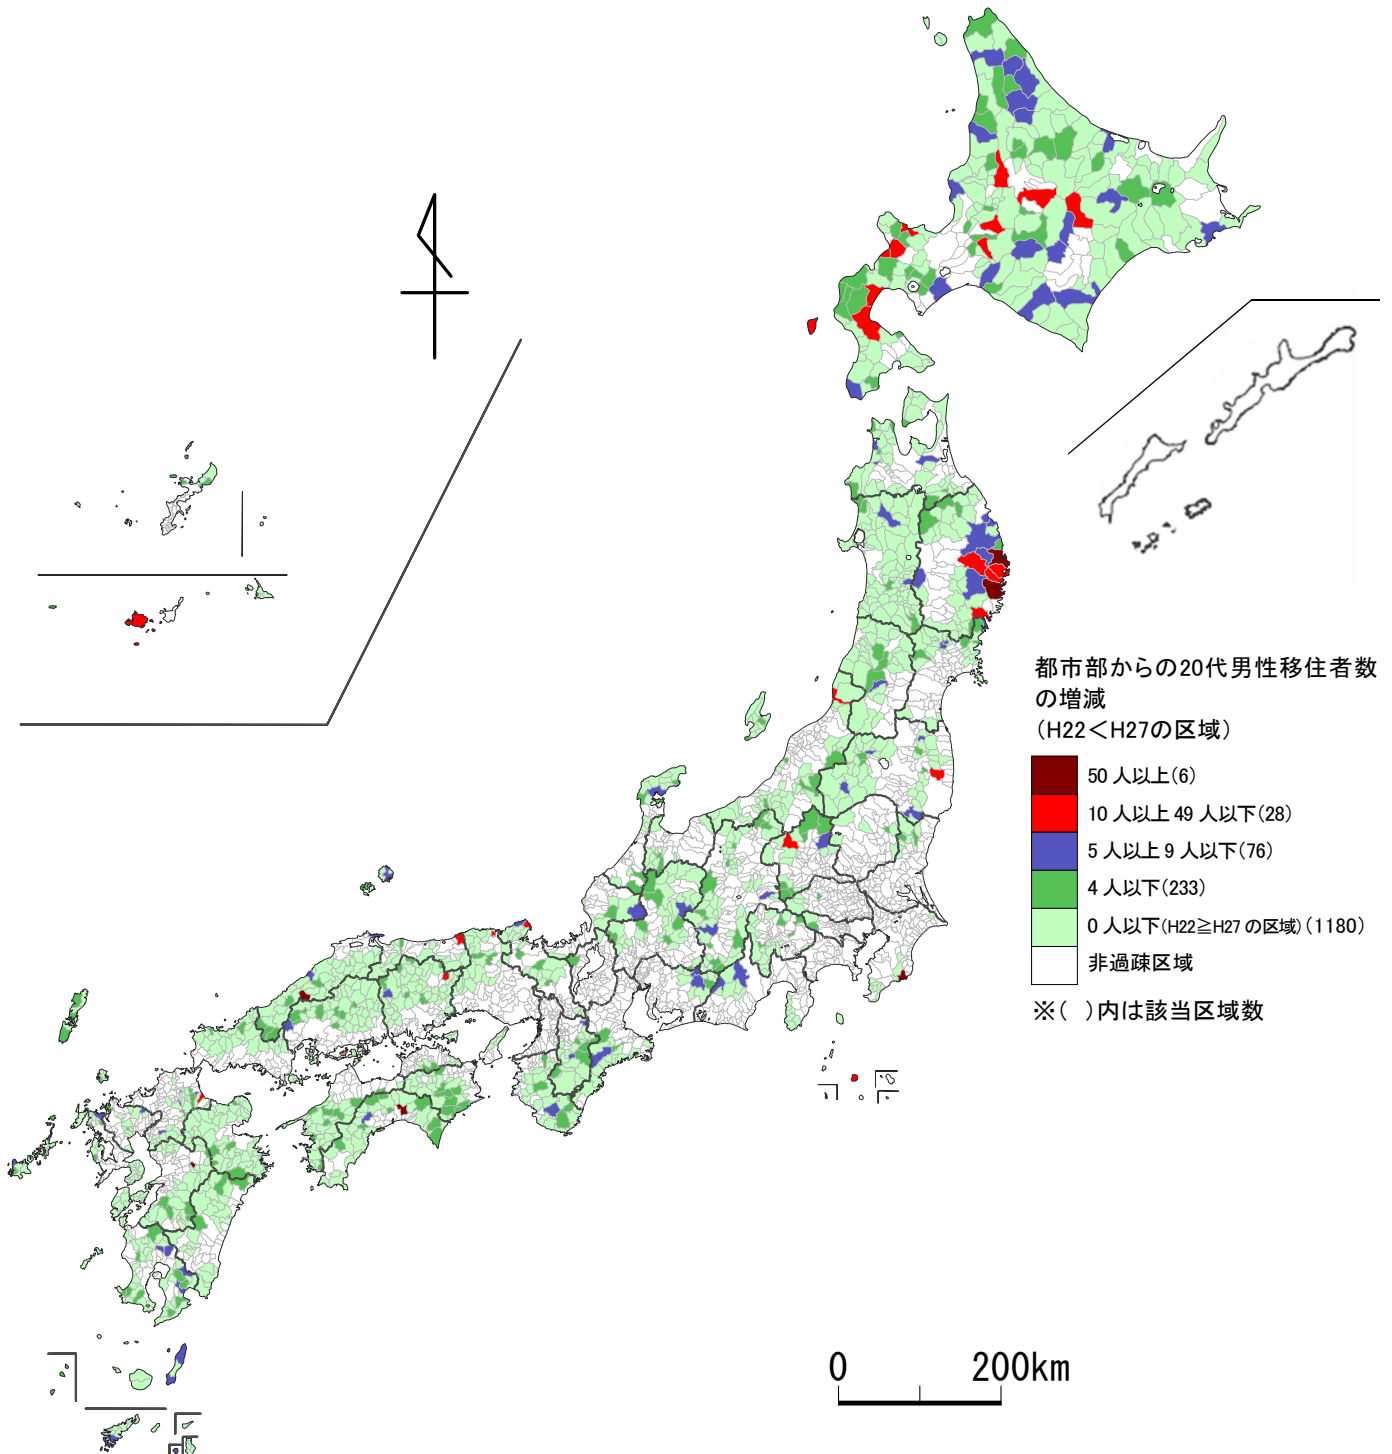 都市部からの20代男性移住者数
の増減
(H22<H27の区域)
50 人以上(6)
10 人以上 49 人以下(28)
5 人以上 9 人以下(76)
4 人以下(233)
0 人以下(H22≧H27 の区域)(1180)
非過疎区域
※( )内は該当区域数
0 200km